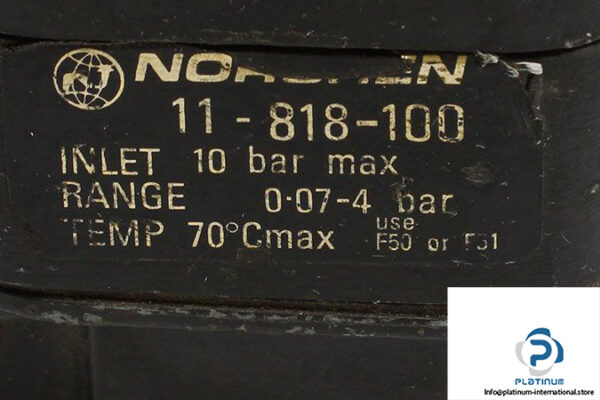 NORGREN
11-818-100
INLET 10 bar max
RANGE 0·07-4 bar
TEMP 70°Cmax use F50 or F51
PLATINUM
info@platinum-international.store